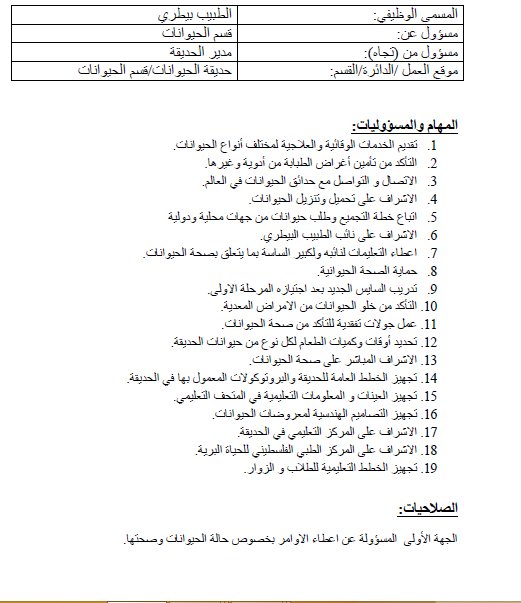 المسمى الوظيفي: الطبيب بيطري
مسؤول عن: قسم الحيوانات
مسؤول من (تجاه): مدير الحديقة
موقع العمل /الدائرة/القسم: حديقة الحيوانات/قسم الحيوانات
المهام والمسؤوليات:
1. تقديم الخدمات الوقائية والعلاجية لمختلف أنواع الحيوانات.
2. التأكد من تأمين أغراض الطبابة من أدوية وغيرها.
3. الاتصال و التواصل مع حدائق الحيوانات في العالم.
4. الاشراف على تحميل وتنزيل الحيوانات.
5. اتباع خطة التجميع وطلب حيوانات من جهات محلية ودولية
6. الاشراف على نائب الطبيب البيطري.
7. اعطاء التعليمات لنائبه ولكبير الساسة بما يتعلق بصحة الحيوانات.
8. حماية الصحة الحيوانية.
9. تدريب السايس الجديد بعد اجتيازه المرحلة الاولى.
10. التأكد من خلو الحيوانات من الامراض المعدية.
11. عمل جولات تفقدية للتأكد من صحة الحيوانات.
12. تحديد أوقات وكميات الطعام لكل نوع من حيوانات الحديقة.
13. الاشراف المباشر على صحة الحيوانات.
14. تجهيز الخطط العامة للحديقة والبروتوكولات المعمول بها في الحديقة.
15. تجهيز العينات و المعلومات التعليمية في المتحف التعليمي.
16. تجهيز التصاميم الهندسية لمعروضات الحيوانات.
17. الاشراف على المركز التعليمي في الحديقة.
18. الاشراف على المركز الطبي الفلسطيني للحياة البرية.
19. تجهيز الخطط التعليمية للطلاب و الزوار.
الصلاحيات:
الجهة الأولى المسؤولة عن اعطاء الاوامر بخصوص حالة الحيوانات وصحتها.